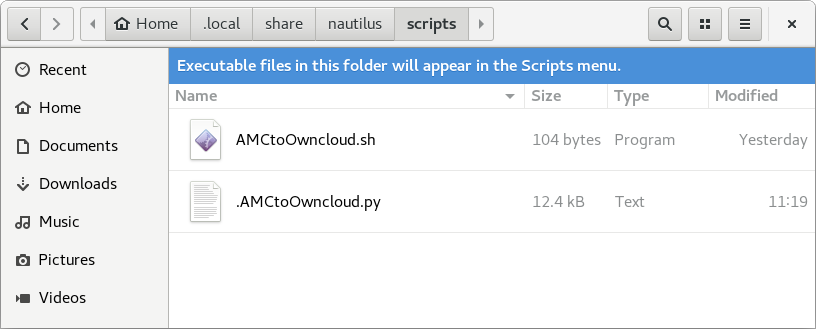 Home .local share nautilus scripts
Recent
Home
Documents
Downloads
Music
Pictures
Videos
Executable files in this folder will appear in the Scripts menu.
Name Size Type Modified
AMCtoOwncloud.sh 104 bytes Program Yesterday
.AMCtoOwncloud.py 12.4 kB Text 11:19